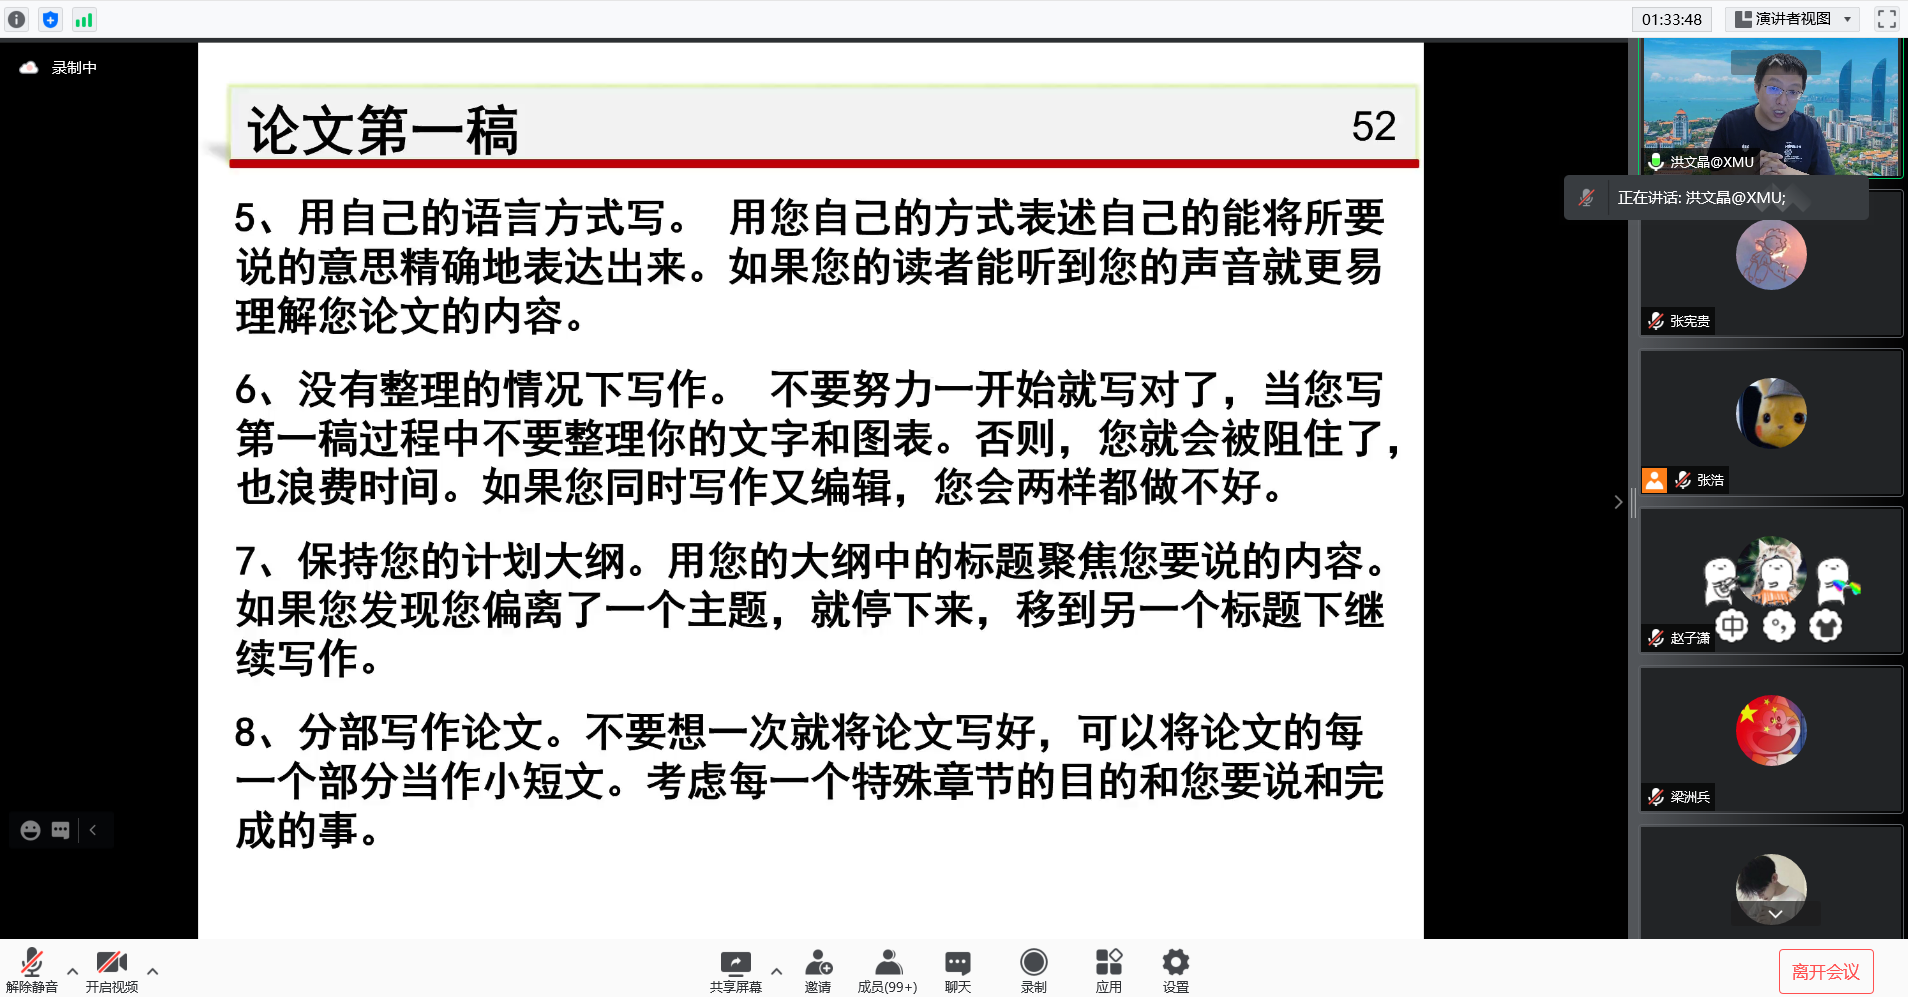 01:33:48
演讲者视图
录制中
论文第一稿
52
5、用自己的语言方式写。 用您自己的方式表述自己的能将所要
说的意思精确地表达出来。如果您的读者能听到您的声音就更易
理解您论文的内容。
6、没有整理的情况下写作。 不要努力一开始就写对了，当您写
第一稿过程中不要整理你的文字和图表。否则，您就会被阻住了，
也浪费时间。如果您同时写作又编辑，您会两样都做不好。
7、保持您的计划大纲。用您的大纲中的标题聚焦您要说的内容。
如果您发现您偏离了一个主题，就停下来，移到另一个标题下继
续写作。
8、分部写作论文。不要想一次就将论文写好，可以将论文的每
一个部分当作小短文。考虑每一个特殊章节的目的和您要说和完
成的事。
洪文晶@XMU
正在讲话: 洪文晶@XMU;
张宪贵
张浩
中
赵子潇
梁洲兵
解除静音
开启视频
共享屏幕
邀请
成员(99+)
聊天
录制
应用
设置
离开会议